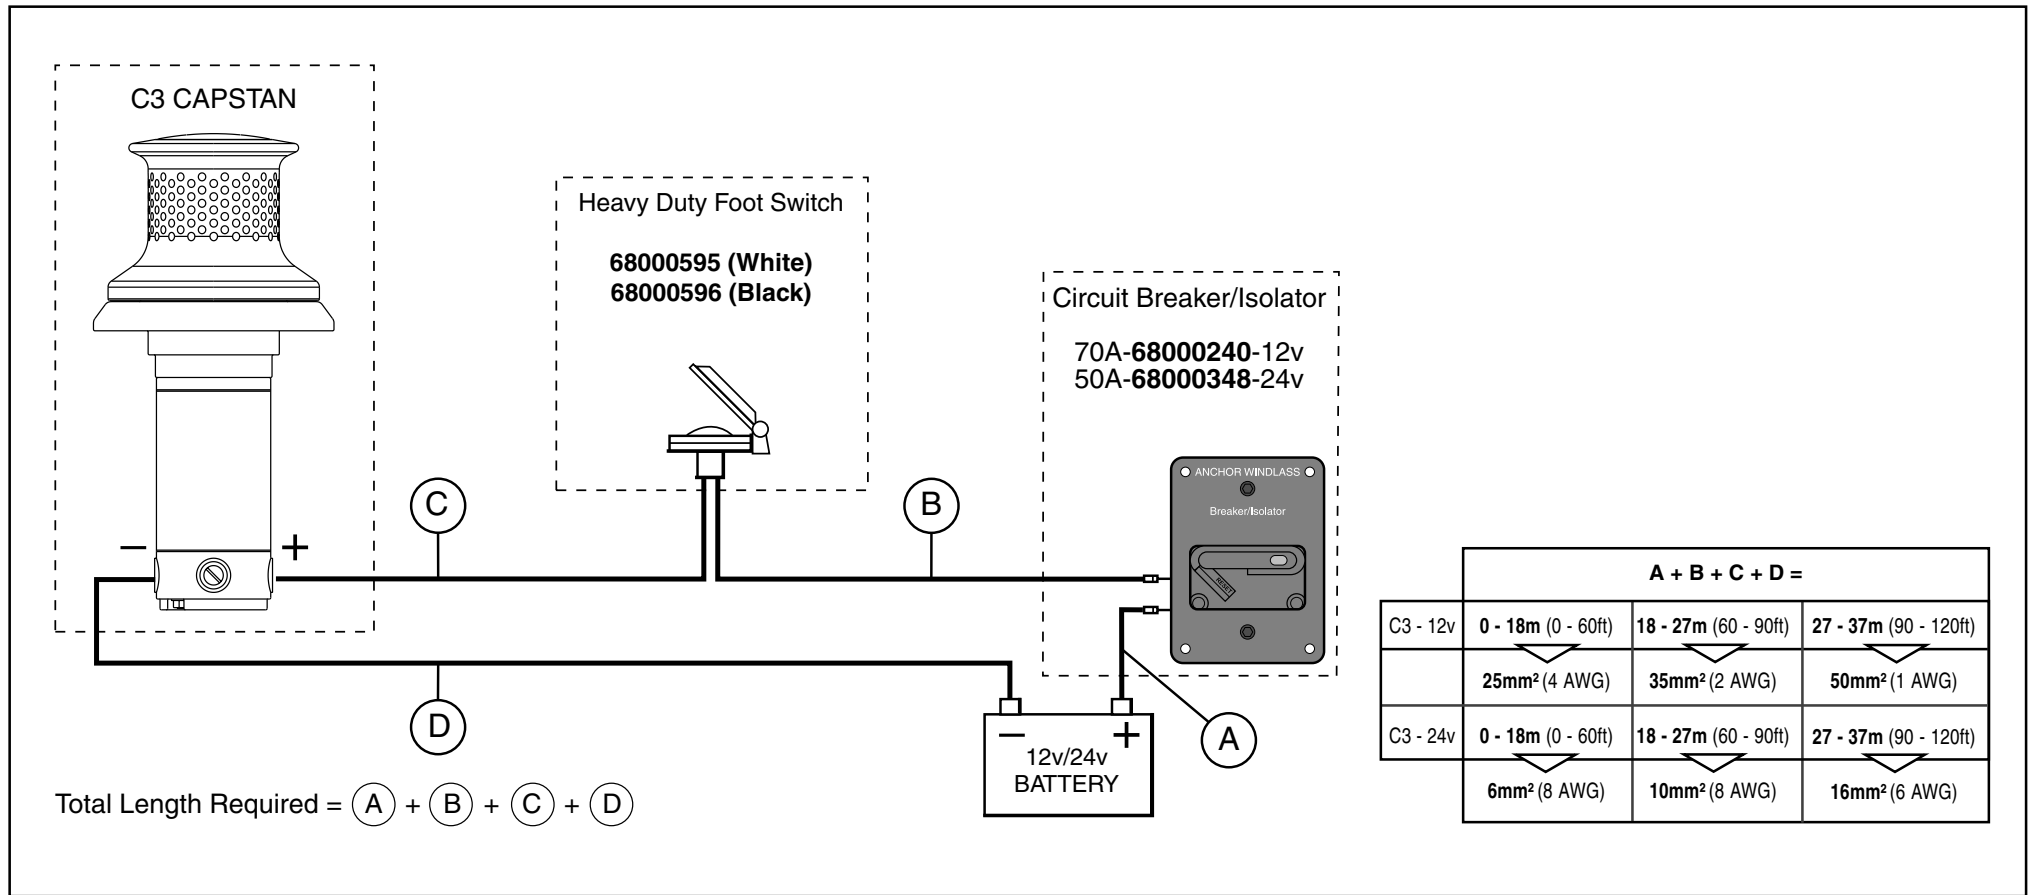 C3 CAPSTAN
− +
Heavy Duty Foot Switch
68000595 (White)
68000596 (Black)
Circuit Breaker/Isolator
70A-68000240-12v
50A-68000348-24v
ANCHOR WINDLASS
Breaker/Isolator
RESET
C
B
D
A
− +
12v/24v
BATTERY
Total Length Required = A + B + C + D
A + B + C + D =
C3 - 12v 0 - 18m (0 - 60ft) 18 - 27m (60 - 90ft) 27 - 37m (90 - 120ft)
25mm² (4 AWG) 35mm² (2 AWG) 50mm² (1 AWG)
C3 - 24v 0 - 18m (0 - 60ft) 18 - 27m (60 - 90ft) 27 - 37m (90 - 120ft)
6mm² (8 AWG) 10mm² (8 AWG) 16mm² (6 AWG)